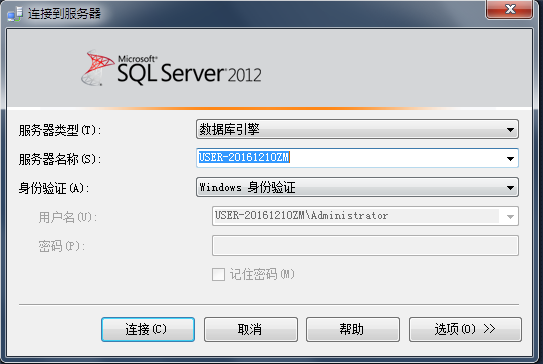 连接到服务器
Microsoft
SQL Server 2012
服务器类型(T): 数据库引擎
服务器名称(S): USER-20161210ZM
身份验证(A): Windows 身份验证
用户名(U): USER-20161210ZM\Administrator
密码(P):
记住密码(M)
连接(C) 取消 帮助 选项(O) >>